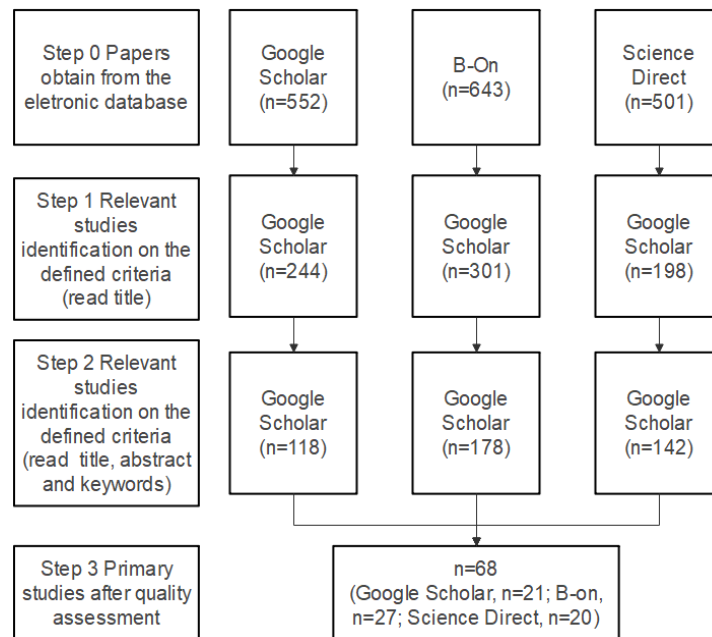 Step 0 Papers
obtain from the
eletronic database
Google
Scholar
(n=552)
B-On
(n=643)
Science
Direct
(n=501)
Step 1 Relevant
studies
identification on the
defined criteria
(read title)
Google
Scholar
(n=244)
Google
Scholar
(n=301)
Google
Scholar
(n=198)
Step 2 Relevant
studies
identification on the
defined criteria
(read title, abstract
and keywords)
Google
Scholar
(n=118)
Google
Scholar
(n=178)
Google
Scholar
(n=142)
Step 3 Primary
studies after quality
assessment
n=68
(Google Scholar, n=21; B-on,
n=27; Science Direct, n=20)